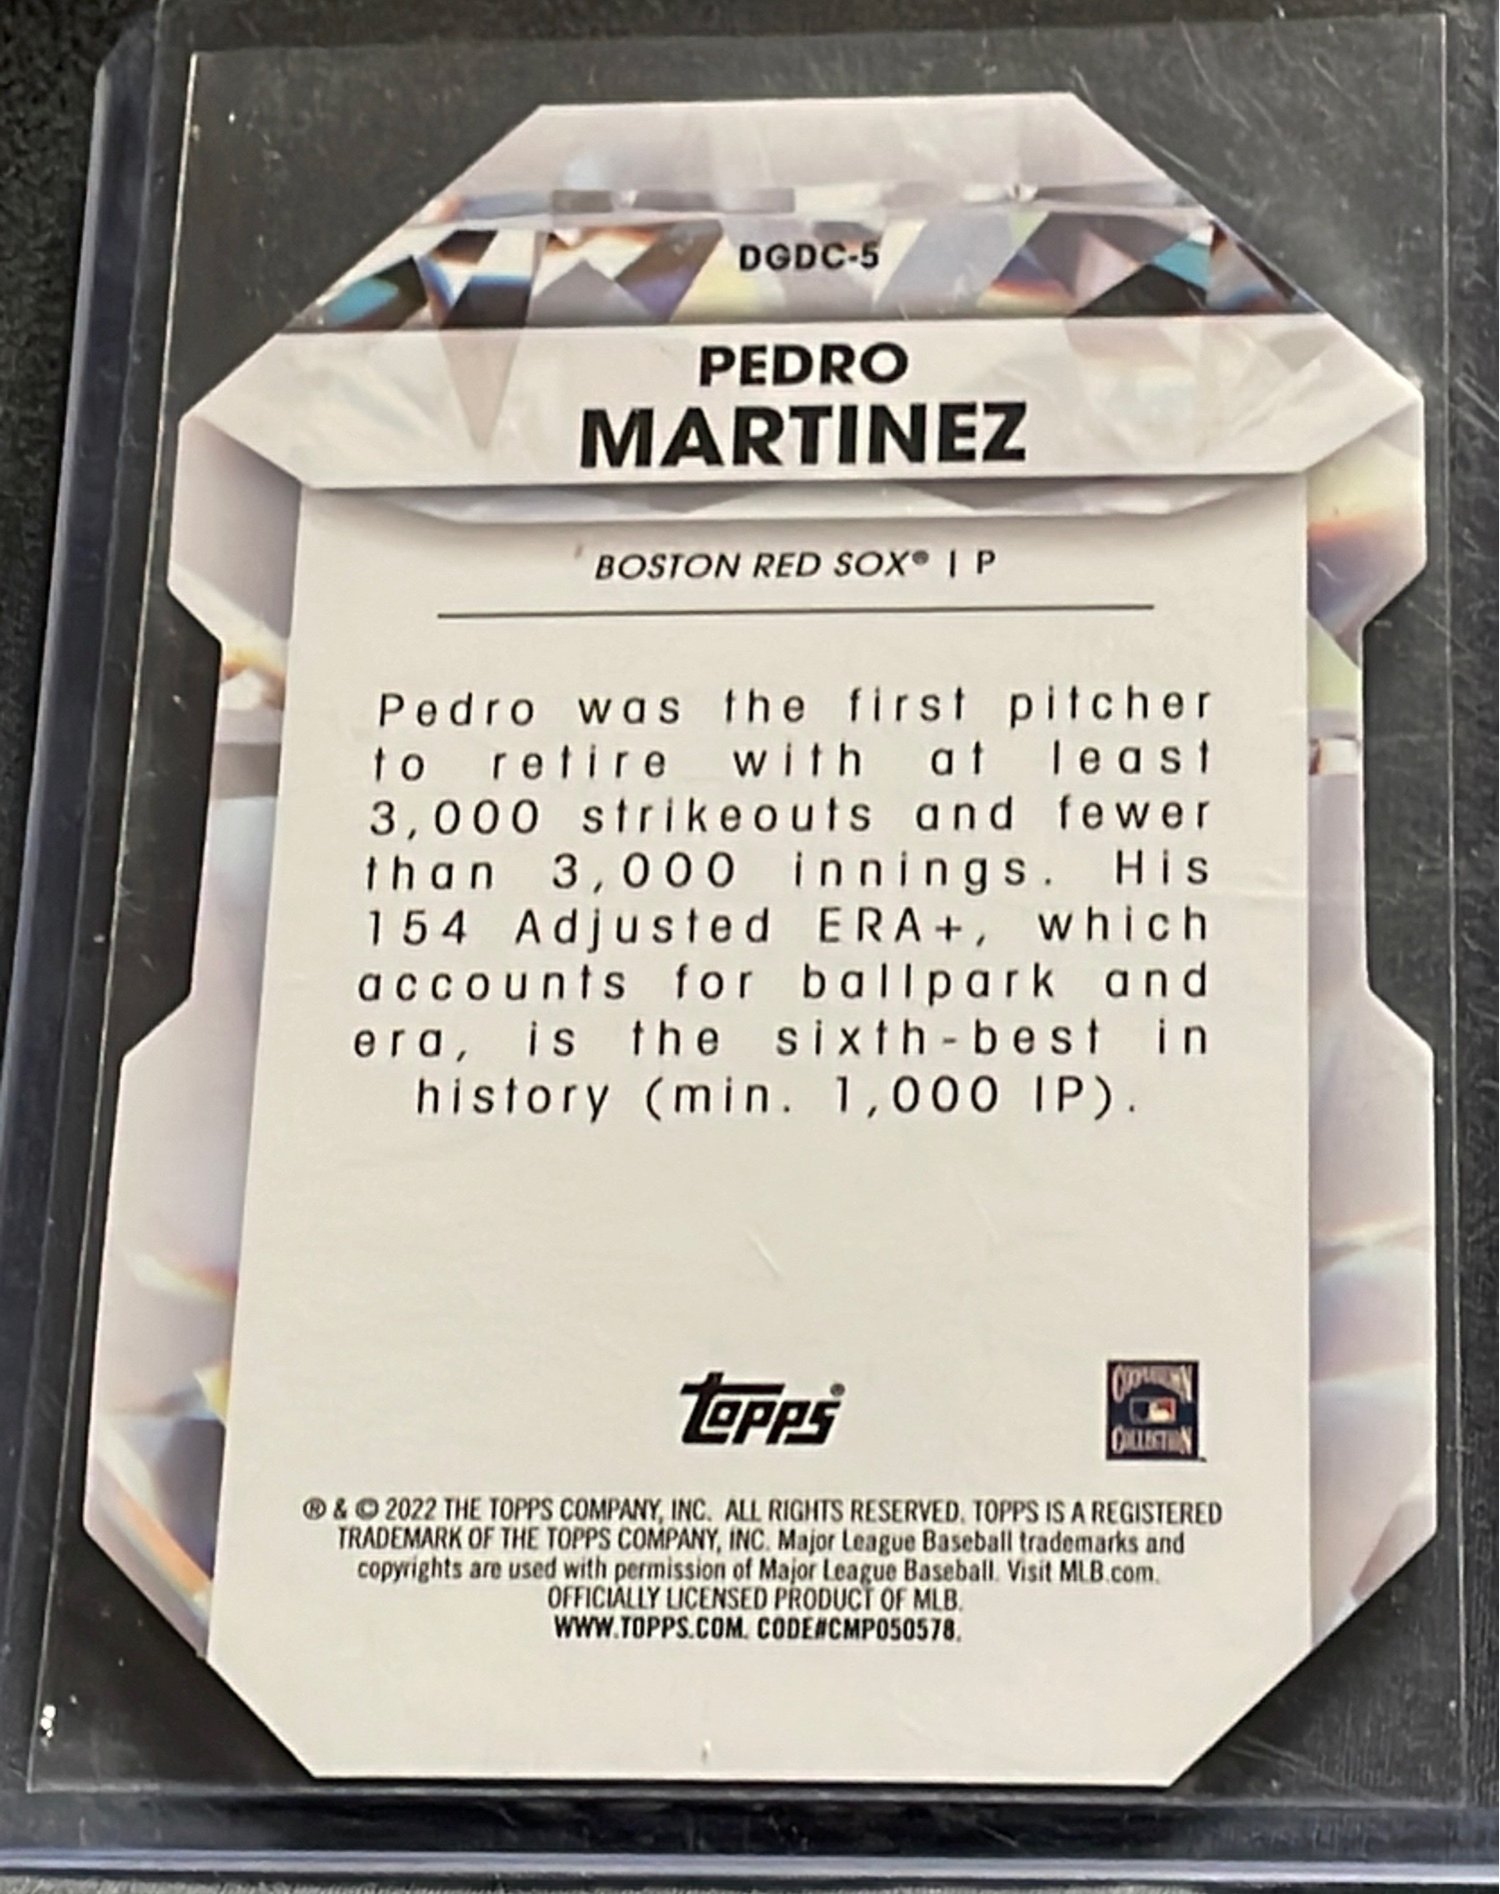 DGDC-5
PEDRO
MARTINEZ
BOSTON RED SOX® | P
Pedro was the first pitcher
to retire with at least
3,000 strikeouts and fewer
than 3,000 innings. His
154 Adjusted ERA+, which
accounts for ballpark and
era, is the sixth-best in
history (min. 1,000 IP).
topps®
COOPERSTOWN
COLLECTION
® & © 2022 THE TOPPS COMPANY, INC. ALL RIGHTS RESERVED. TOPPS IS A REGISTERED
TRADEMARK OF THE TOPPS COMPANY, INC. Major League Baseball trademarks and
copyrights are used with permission of Major League Baseball. Visit MLB.com.
OFFICIALLY LICENSED PRODUCT OF MLB.
WWW.TOPPS.COM. CODE#CMP050578.